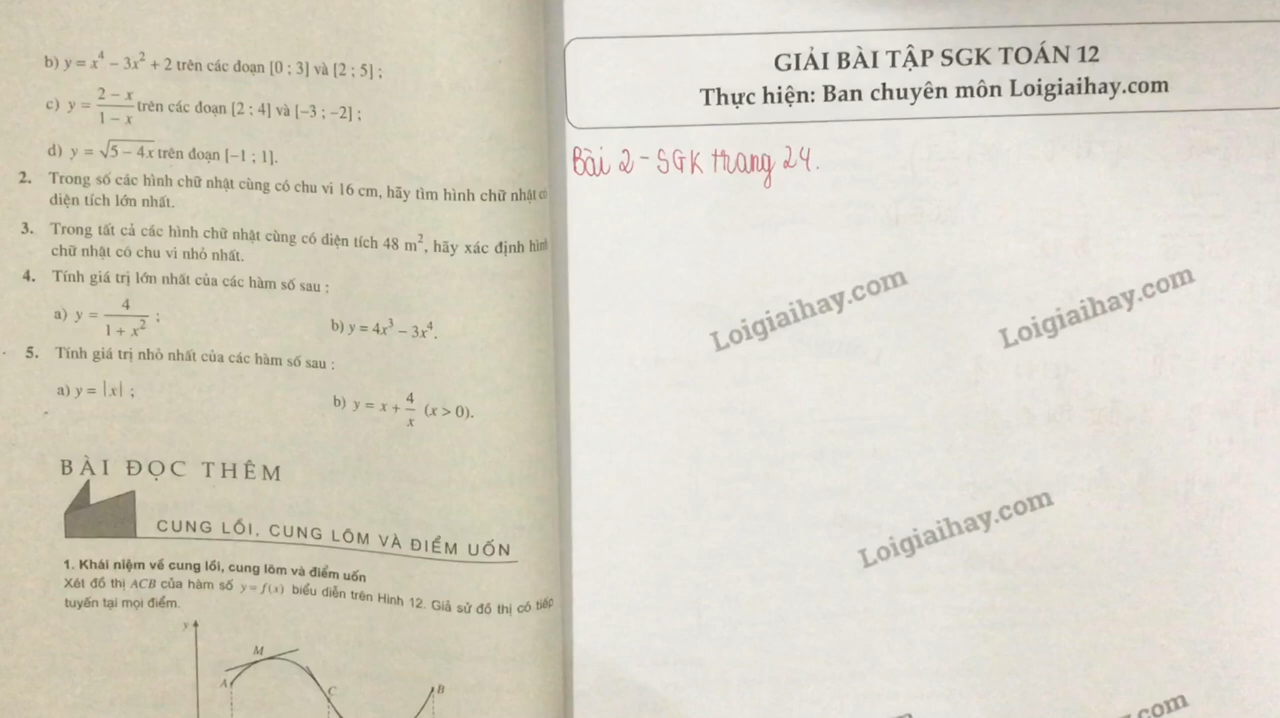 b) y = x⁴ − 3x² + 2 trên các đoạn [0 ; 3] và [2 ; 5] ;
c) y = (2 − x)/(1 − x) trên các đoạn [2 ; 4] và [−3 ; −2] ;
d) y = √(5 − 4x) trên đoạn [−1 ; 1].
2. Trong số các hình chữ nhật cùng có chu vi 16 cm, hãy tìm hình chữ nhật
diện tích lớn nhất.
3. Trong tất cả các hình chữ nhật cùng có diện tích 48 m², hãy xác định hình
chữ nhật có chu vi nhỏ nhất.
4. Tính giá trị lớn nhất của các hàm số sau :
a) y = 4/(1 + x²) ;
b) y = 4x³ − 3x⁴.
5. Tính giá trị nhỏ nhất của các hàm số sau :
a) y = |x| ;
b) y = x + 4/x (x > 0).
BÀI ĐỌC THÊM
CUNG LỒI, CUNG LÕM VÀ ĐIỂM UỐN
1. Khái niệm về cung lồi, cung lõm và điểm uốn
Xét đồ thị ACB của hàm số y = f(x) biểu diễn trên Hình 12. Giả sử đồ thị có tiếp
tuyến tại mọi điểm.
y
M
A
C
B
GIẢI BÀI TẬP SGK TOÁN 12
Thực hiện: Ban chuyên môn Loigiaihay.com
Bài 2 - SGK trang 24.
Loigiaihay.com
Loigiaihay.com
Loigiaihay.com